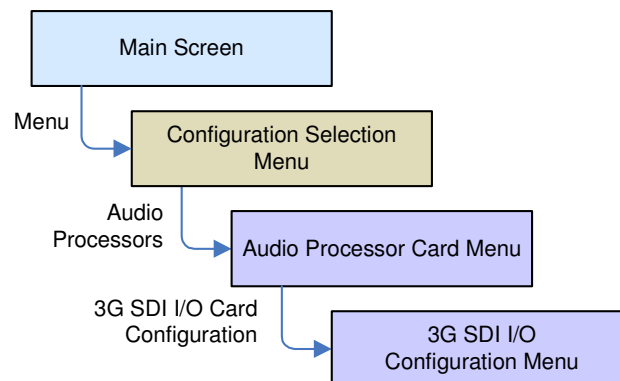 Main Screen
Menu
Configuration Selection
Menu
Audio
Processors
Audio Processor Card Menu
3G SDI I/O Card
Configuration
3G SDI I/O
Configuration Menu